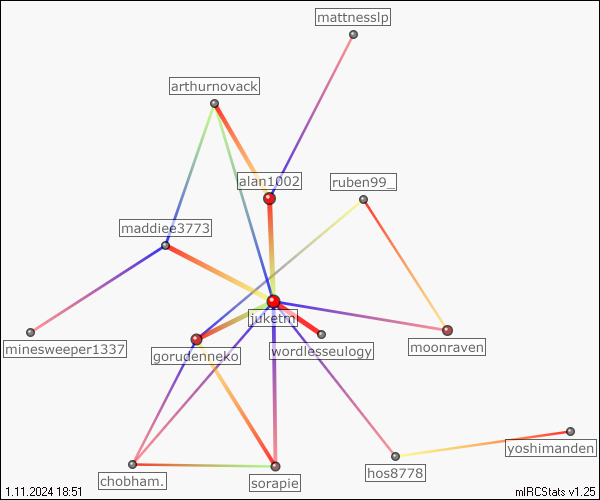 mattnesslp
arthurnovack
alan1002
ruben99_
maddiee3773
juketm
minesweeper1337
gorudenneko
wordlesseulogy
moonraven
yoshimanden
chobham.
sorapie
hos8778
1.11.2024 18:51
mIRCStats v1.25